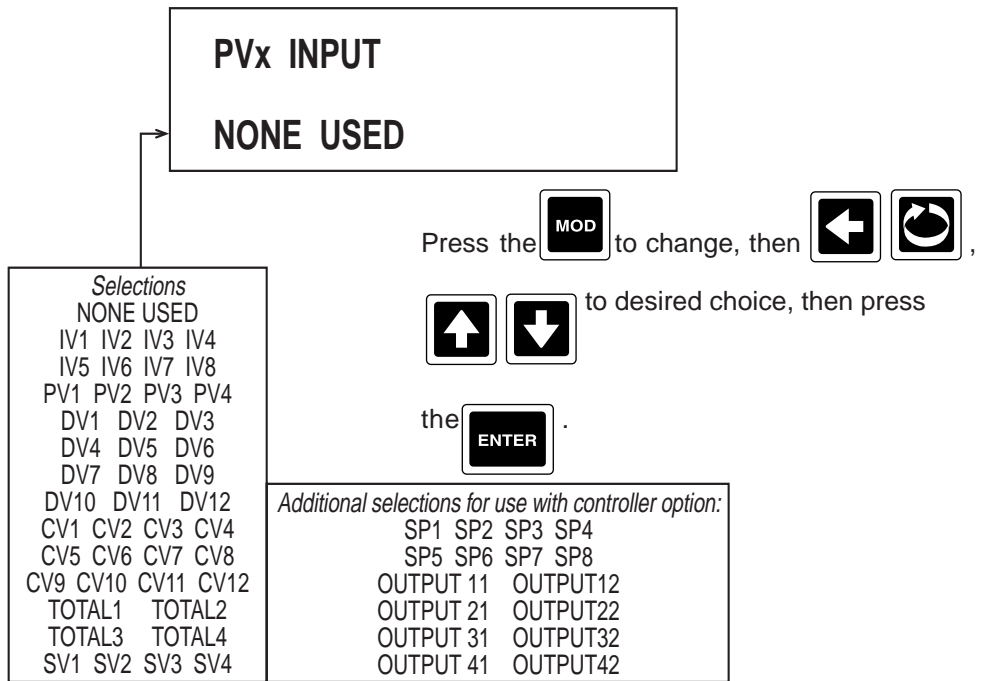 PVx INPUT
NONE USED
Press the MOD to change, then ,
to desired choice, then press
the ENTER .
Selections
NONE USED
IV1 IV2 IV3 IV4
IV5 IV6 IV7 IV8
PV1 PV2 PV3 PV4
DV1 DV2 DV3
DV4 DV5 DV6
DV7 DV8 DV9
DV10 DV11 DV12
CV1 CV2 CV3 CV4
CV5 CV6 CV7 CV8
CV9 CV10 CV11 CV12
TOTAL1 TOTAL2
TOTAL3 TOTAL4
SV1 SV2 SV3 SV4
Additional selections for use with controller option:
SP1 SP2 SP3 SP4
SP5 SP6 SP7 SP8
OUTPUT 11 OUTPUT12
OUTPUT 21 OUTPUT22
OUTPUT 31 OUTPUT32
OUTPUT 41 OUTPUT42